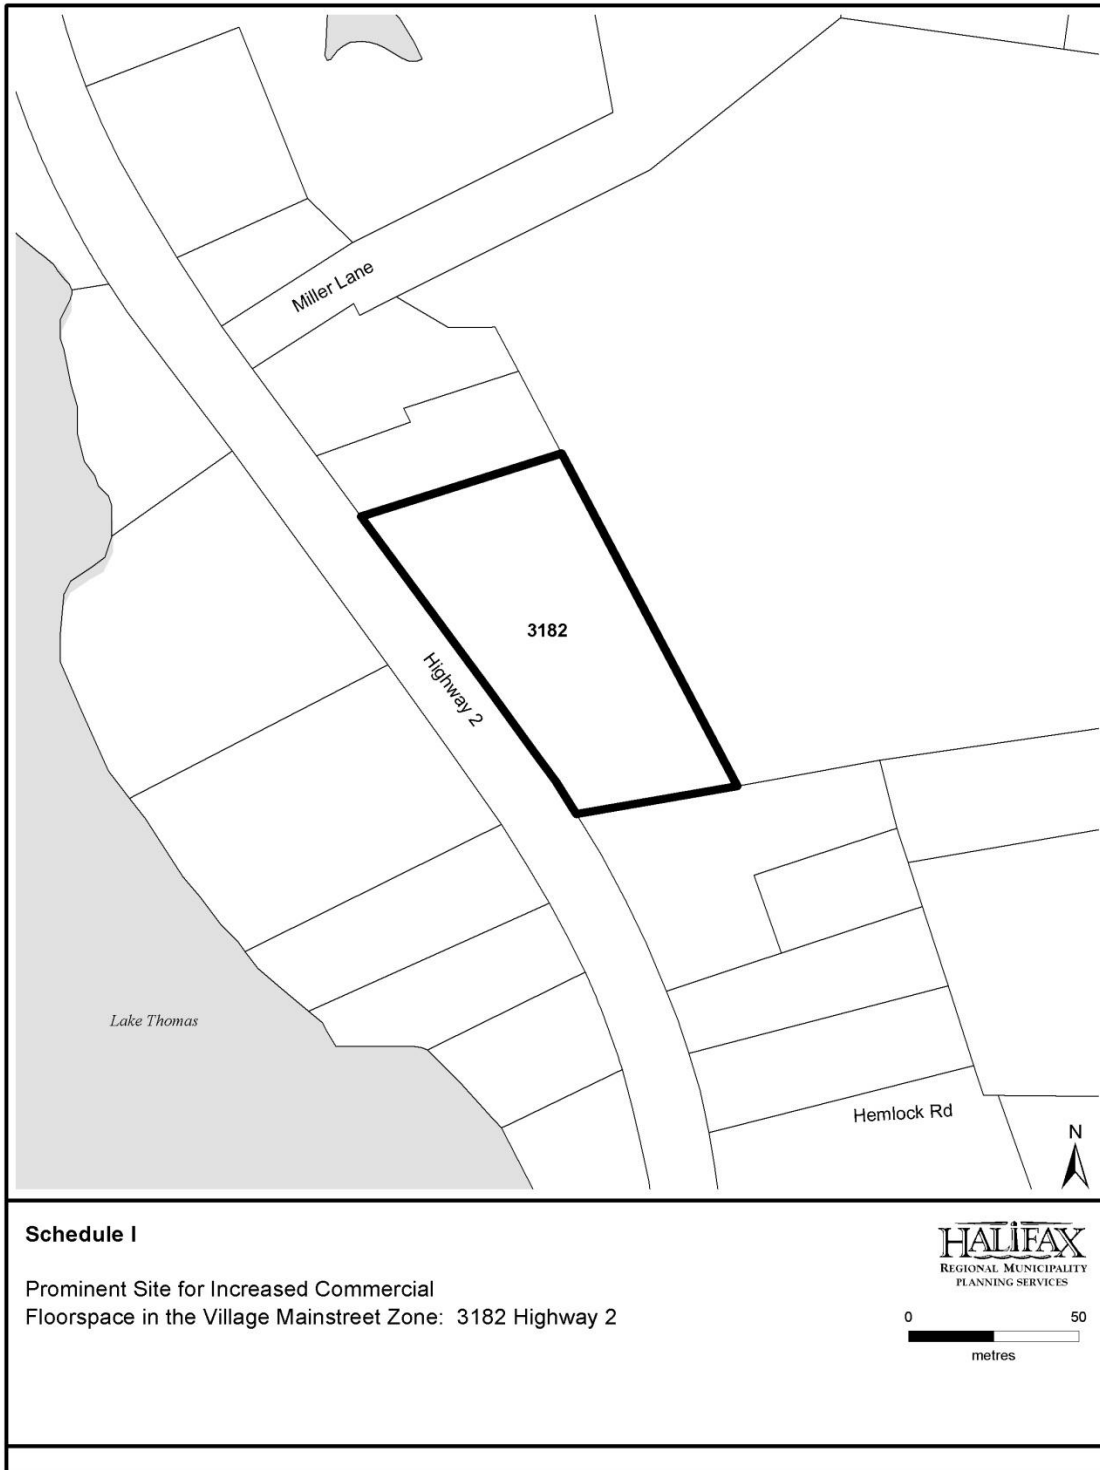 Miller Lane
3182
Highway 2
Lake Thomas
Hemlock Rd
N
Schedule I
Prominent Site for Increased Commercial
Floorspace in the Village Mainstreet Zone: 3182 Highway 2
HALIFAX
REGIONAL MUNICIPALITY
PLANNING SERVICES
0 50
metres